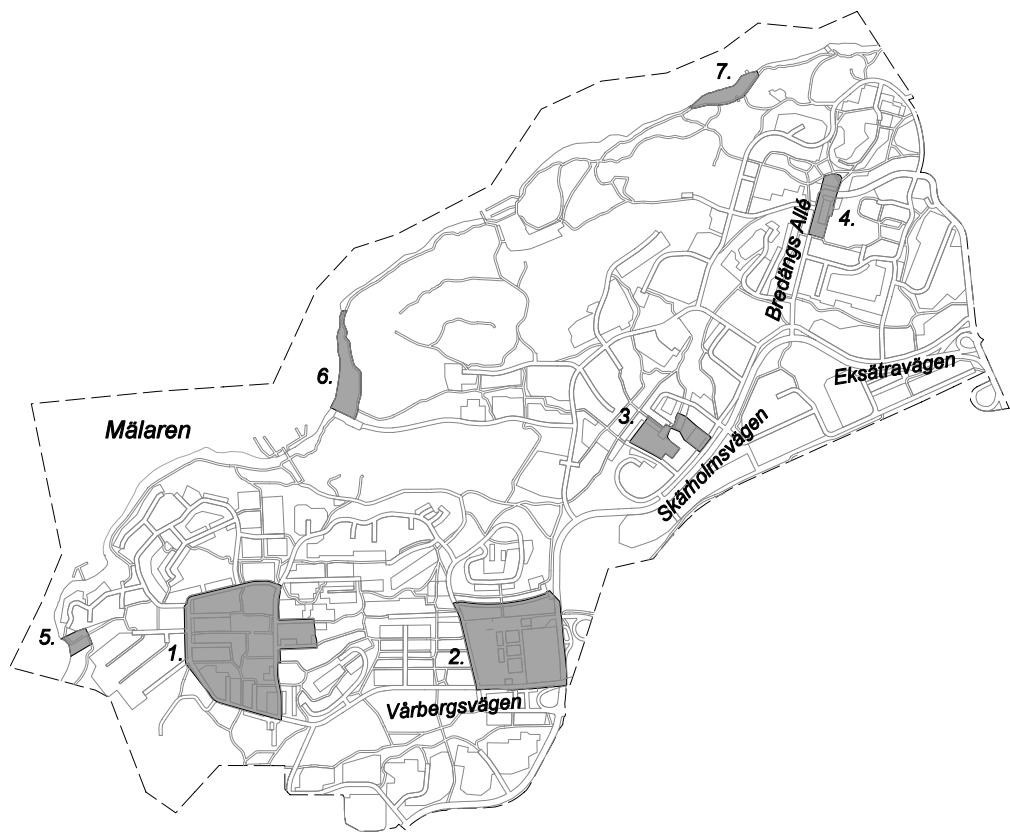 7.
4.
Bredängs Allé
Eksätravägen
6.
3.
Mälaren
Skärholmsvägen
5.
1.
2.
Vårbergsvägen